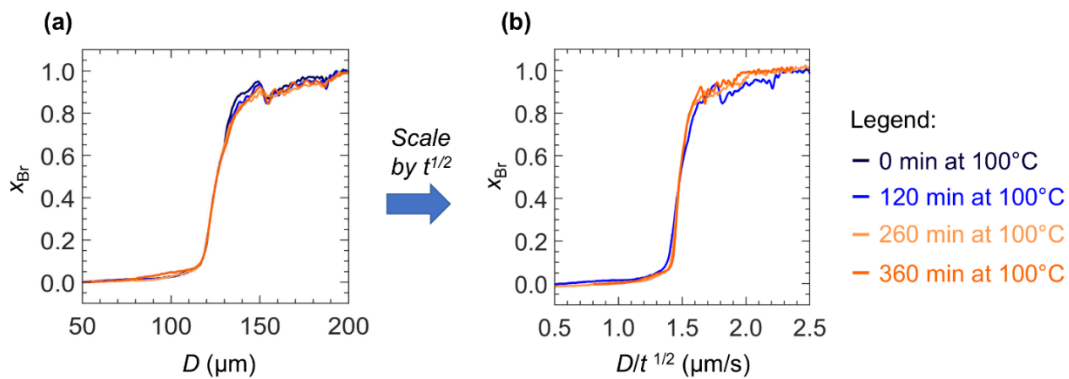 (a)
1.0
0.8
0.6
0.4
0.2
0.0
x_Br
50
100
150
200
D (µm)
Scale
by t^1/2
(b)
1.0
0.8
0.6
0.4
0.2
0.0
x_Br
0.5
1.0
1.5
2.0
2.5
D/t^1/2 (µm/s)
Legend:
0 min at 100°C
120 min at 100°C
260 min at 100°C
360 min at 100°C